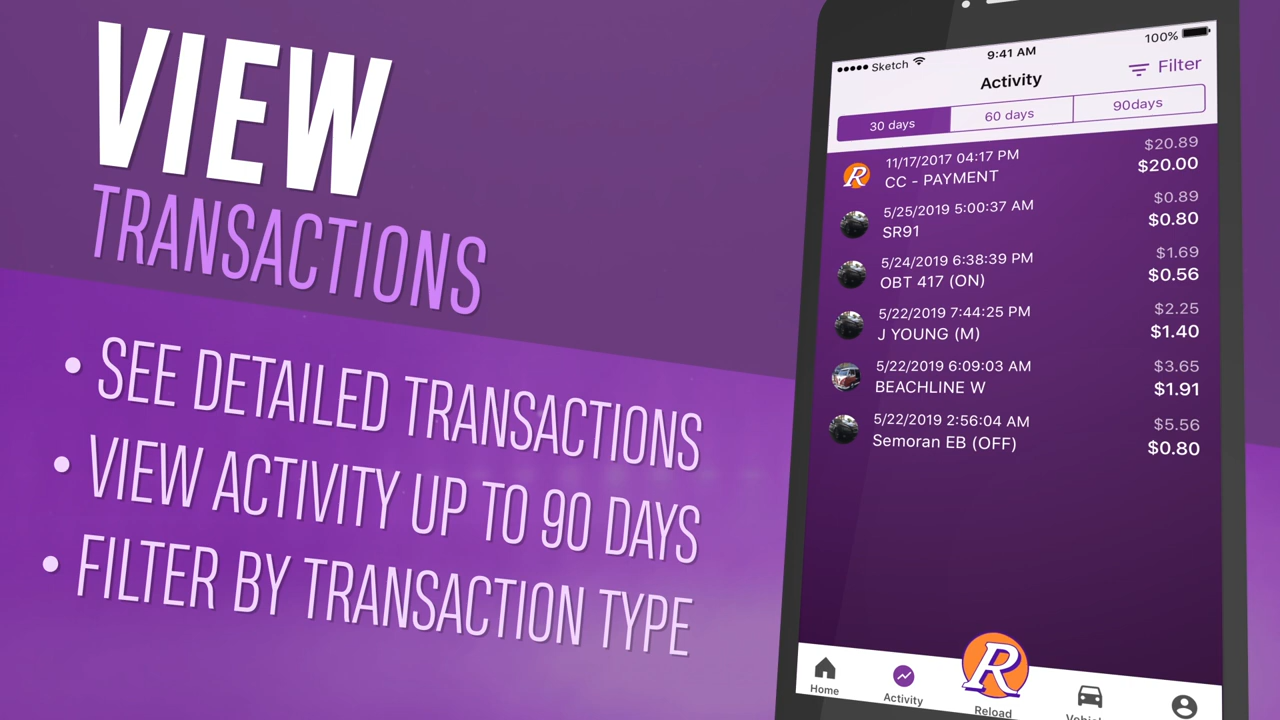 VIEW
TRANSACTIONS
• SEE DETAILED TRANSACTIONS
• VIEW ACTIVITY UP TO 90 DAYS
• FILTER BY TRANSACTION TYPE
Sketch 9:41 AM 100%
Activity Filter
30 days 60 days 90days
11/17/2017 04:17 PM $20.89
CC - PAYMENT $20.00
5/25/2019 5:00:37 AM $0.89
SR91 $0.80
5/24/2019 6:38:39 PM $1.69
OBT 417 (ON) $0.56
5/22/2019 7:44:25 PM $2.25
J YOUNG (M) $1.40
5/22/2019 6:09:03 AM $3.65
BEACHLINE W $1.91
5/22/2019 2:56:04 AM $5.56
Semoran EB (OFF) $0.80
R
Home Activity Reload